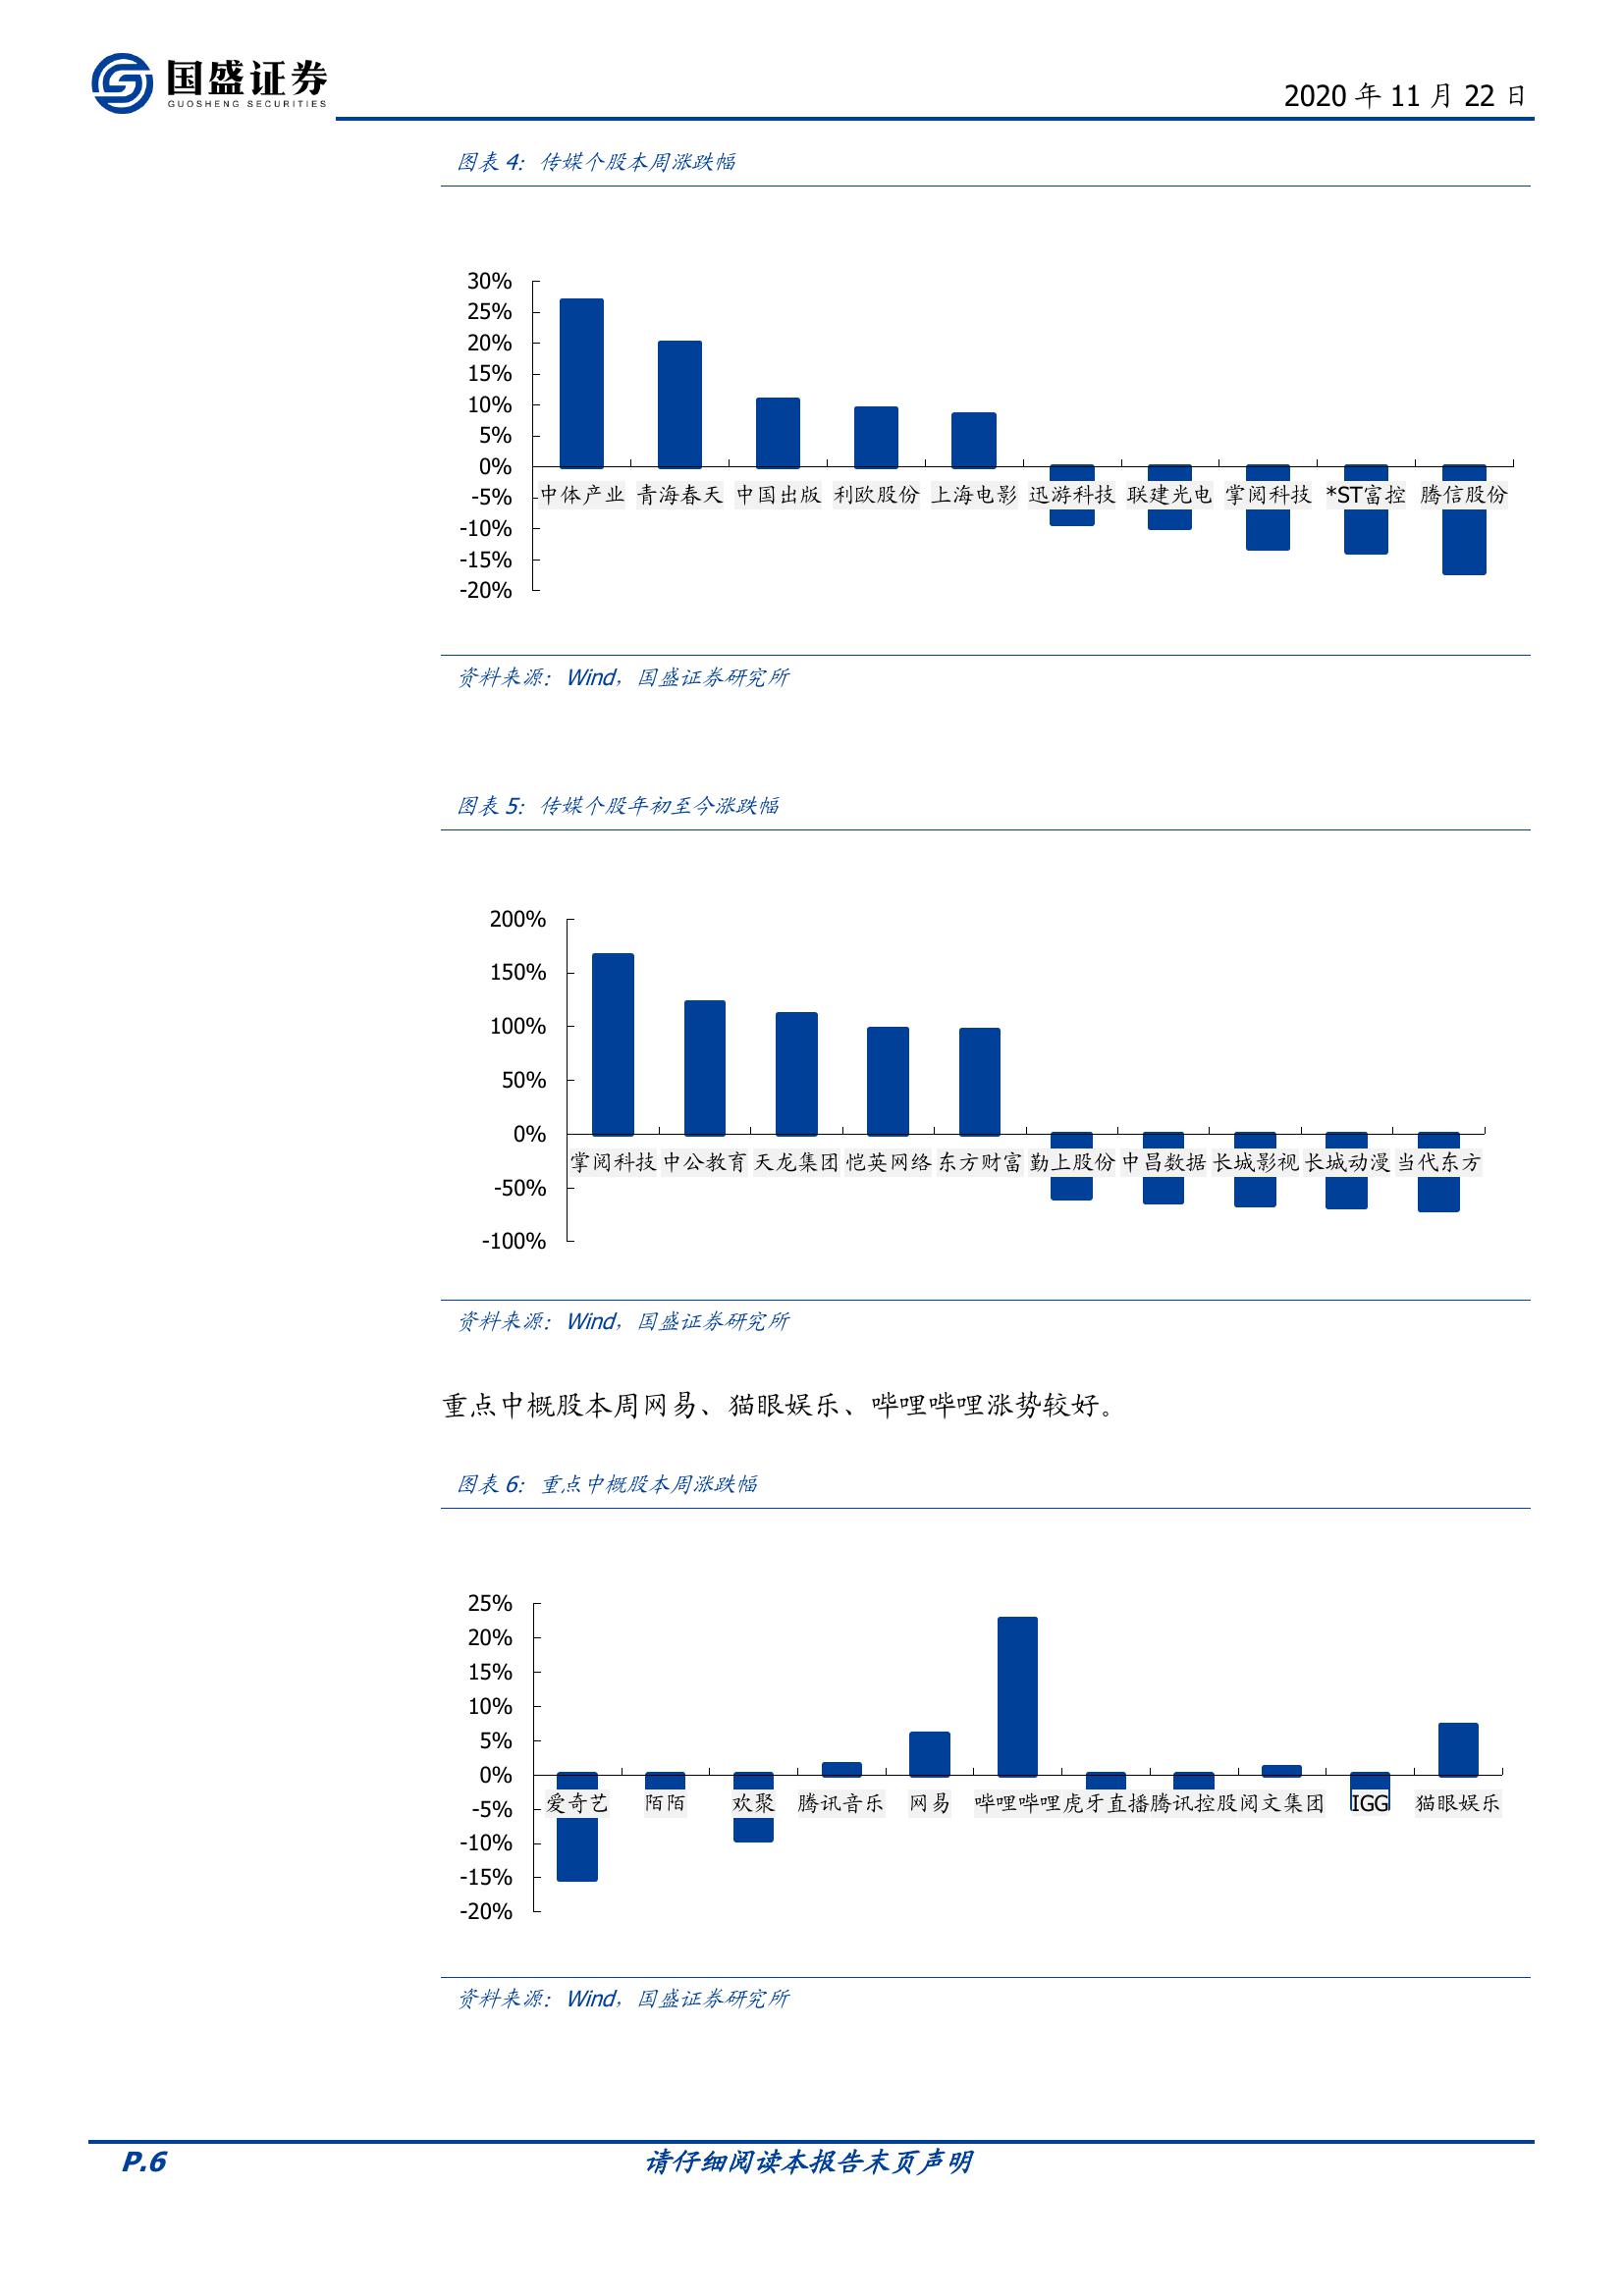 国盛证券
GUOSHENG SECURITIES
2020 年 11 月 22 日
图表 4：传媒个股本周涨跌幅
30%
25%
20%
15%
10%
5%
0%
-5%
-10%
-15%
-20%
中体产业 青海春天 中国出版 利欧股份 上海电影 迅游科技 联建光电 掌阅科技 *ST富控 腾信股份
资料来源：Wind，国盛证券研究所
图表 5：传媒个股年初至今涨跌幅
200%
150%
100%
50%
0%
-50%
-100%
掌阅科技 中公教育 天龙集团 恺英网络 东方财富 勤上股份 中昌数据 长城影视 长城动漫 当代东方
资料来源：Wind，国盛证券研究所
重点中概股本周网易、猫眼娱乐、哔哩哔哩涨势较好。
图表 6：重点中概股本周涨跌幅
25%
20%
15%
10%
5%
0%
-5%
-10%
-15%
-20%
爱奇艺 陌陌 欢聚 腾讯音乐 网易 哔哩哔哩 虎牙直播 腾讯控股 阅文集团 IGG 猫眼娱乐
资料来源：Wind，国盛证券研究所
P.6 请仔细阅读本报告末页声明